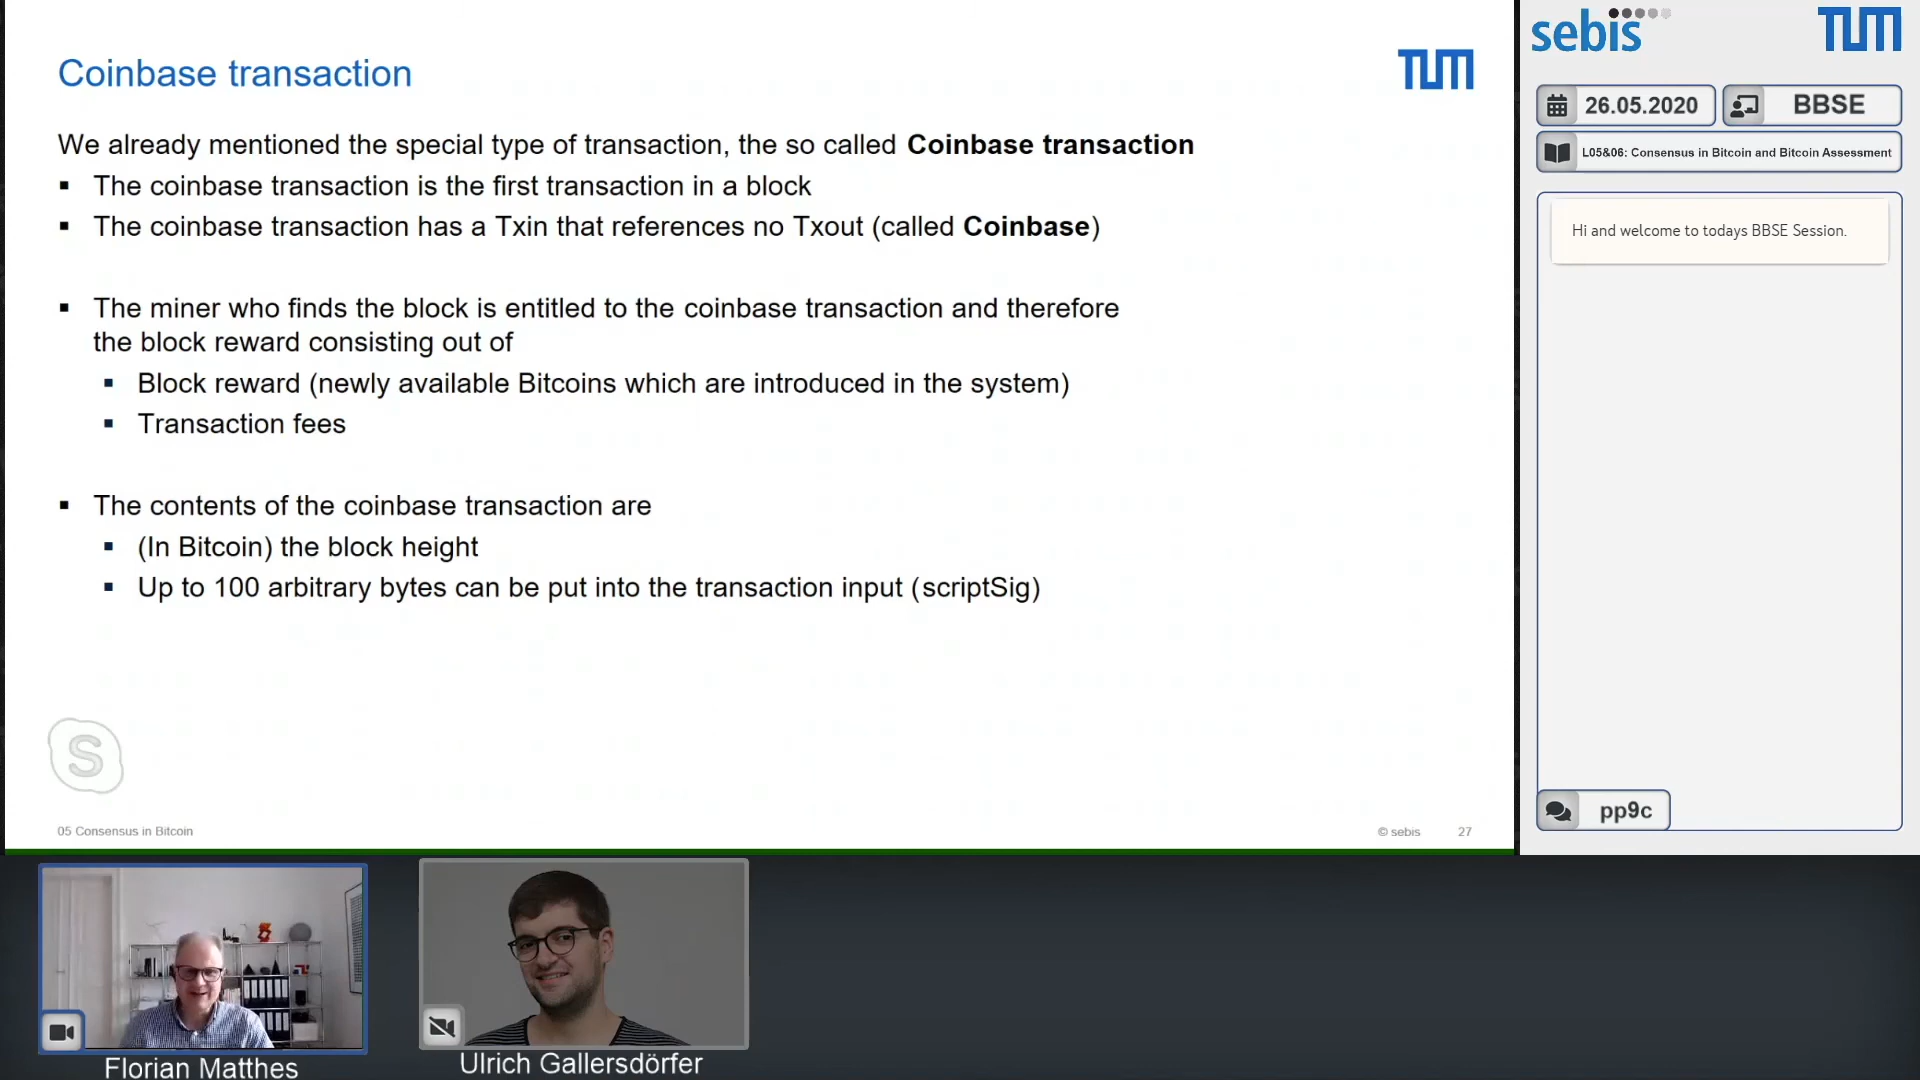 Coinbase transaction
TUM
We already mentioned the special type of transaction, the so called Coinbase transaction
▪ The coinbase transaction is the first transaction in a block
▪ The coinbase transaction has a Txin that references no Txout (called Coinbase)
▪ The miner who finds the block is entitled to the coinbase transaction and therefore
the block reward consisting out of
▪ Block reward (newly available Bitcoins which are introduced in the system)
▪ Transaction fees
▪ The contents of the coinbase transaction are
▪ (In Bitcoin) the block height
▪ Up to 100 arbitrary bytes can be put into the transaction input (scriptSig)
S
05 Consensus in Bitcoin
© sebis 27
sebis TUM
26.05.2020 BBSE
L05&06: Consensus in Bitcoin and Bitcoin Assessment
Hi and welcome to todays BBSE Session.
pp9c
Florian Matthes
Ulrich Gallersdörfer